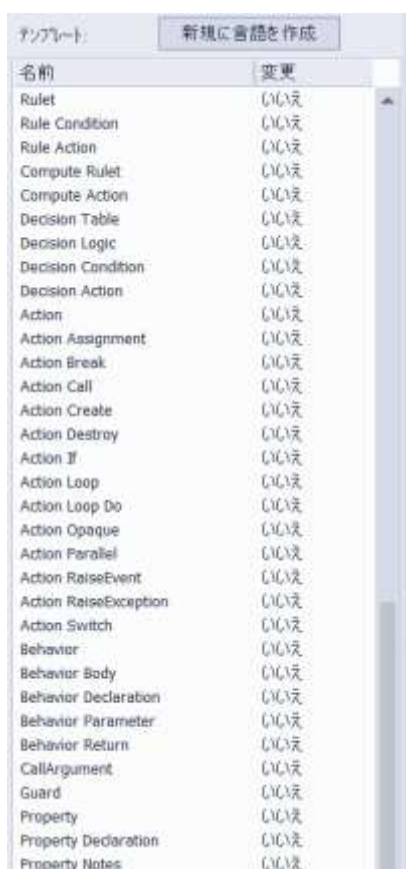 テンプレート: 新規に言語を作成
名前 変更
Rulet いいえ
Rule Condition いいえ
Rule Action いいえ
Compute Rulet いいえ
Compute Action いいえ
Decision Table いいえ
Decision Logic いいえ
Decision Condition いいえ
Decision Action いいえ
Action いいえ
Action Assignment いいえ
Action Break いいえ
Action Call いいえ
Action Create いいえ
Action Destroy いいえ
Action If いいえ
Action Loop いいえ
Action Loop Do いいえ
Action Opaque いいえ
Action Parallel いいえ
Action RaiseEvent いいえ
Action RaiseException いいえ
Action Switch いいえ
Behavior いいえ
Behavior Body いいえ
Behavior Declaration いいえ
Behavior Parameter いいえ
Behavior Return いいえ
CallArgument いいえ
Guard いいえ
Property いいえ
Property Declaration いいえ
Property Notes いいえ